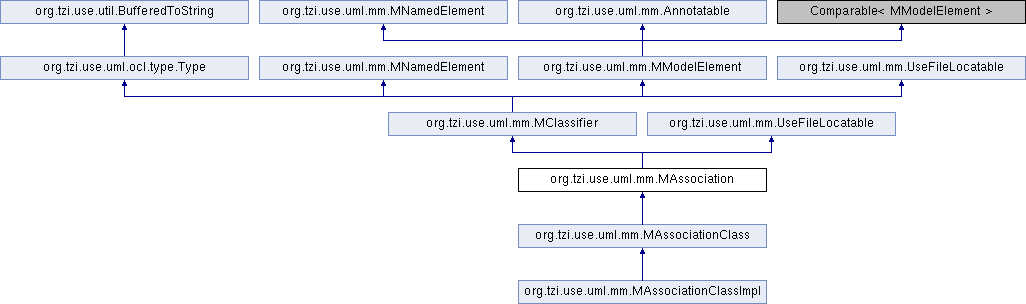 org.tzi.use.util.BufferedToString
org.tzi.use.uml.mm.MNamedElement
org.tzi.use.uml.mm.Annotatable
Comparable< MModelElement >
org.tzi.use.uml.ocl.type.Type
org.tzi.use.uml.mm.MNamedElement
org.tzi.use.uml.mm.MModelElement
org.tzi.use.uml.mm.UseFileLocatable
org.tzi.use.uml.mm.MClassifier
org.tzi.use.uml.mm.UseFileLocatable
org.tzi.use.uml.mm.MAssociation
org.tzi.use.uml.mm.MAssociationClass
org.tzi.use.uml.mm.MAssociationClassImpl